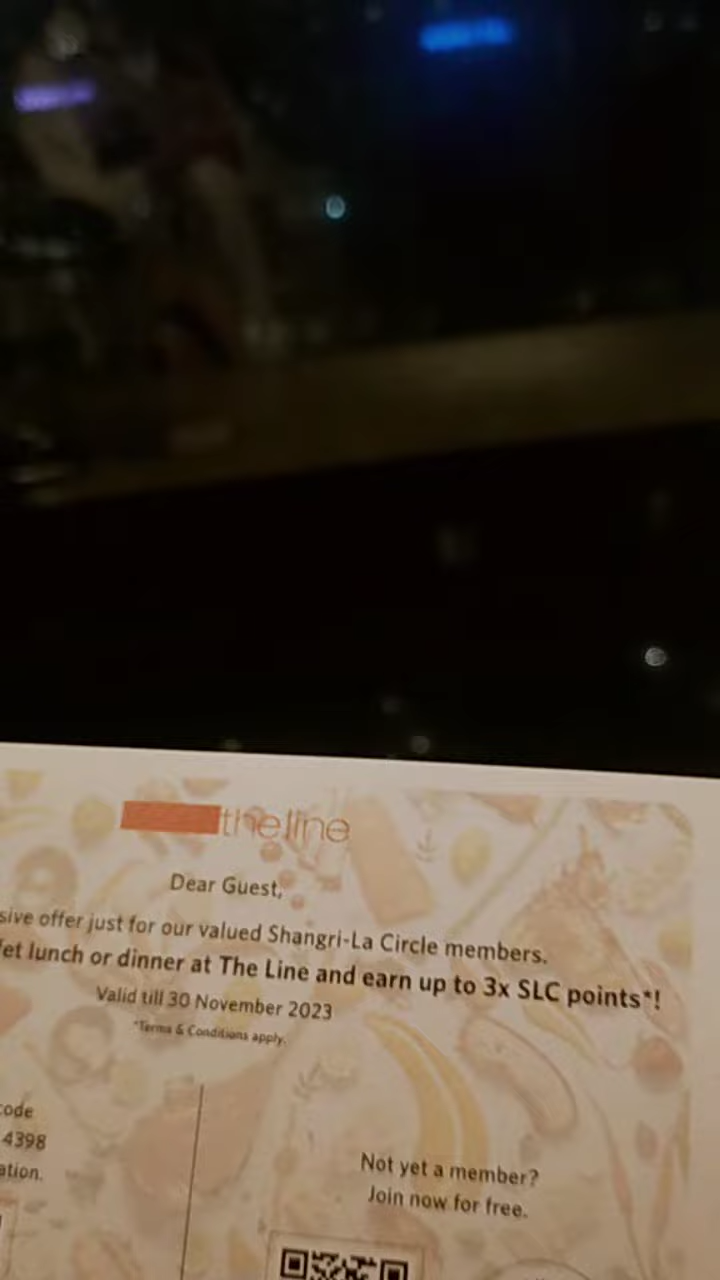 the line
Dear Guest,
sive offer just for our valued Shangri-La Circle members.
fet lunch or dinner at The Line and earn up to 3x SLC points*!
Valid till 30 November 2023
*Terms & Conditions apply.
code
4398
ation.
Not yet a member?
Join now for free.